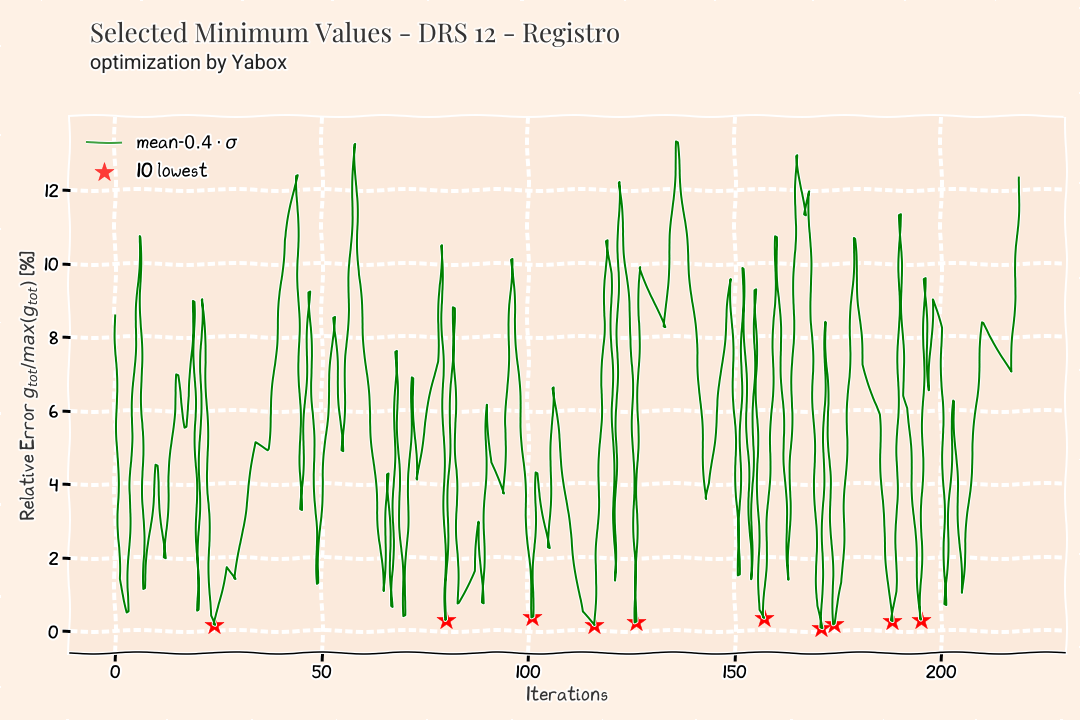 Selected Minimum Values - DRS 12 - Registro
optimization by Yabox
mean-0.4 · σ
10 lowest
Relative Error g_tot/max(g_tot) [%]
12
10
8
6
4
2
0
0 50 100 150 200
Iterations